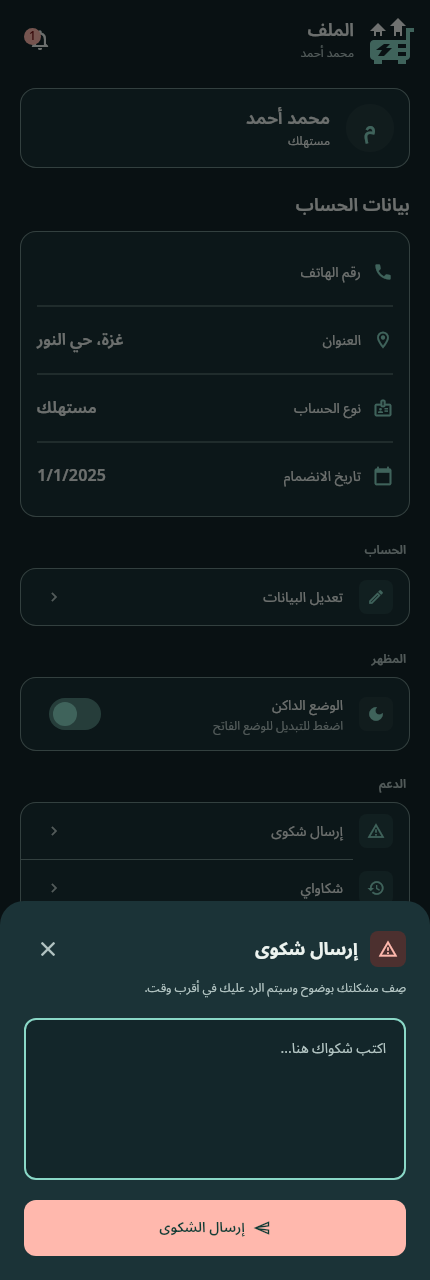 الملف
محمد أحمد
1
م
محمد أحمد
مستهلك
بيانات الحساب
رقم الهاتف
العنوان
غزة، حي النور
نوع الحساب
مستهلك
تاريخ الانضمام
1/1/2025
الحساب
تعديل البيانات
المظهر
الوضع الداكن
اضغط للتبديل للوضع الفاتح
الدعم
إرسال شكوى
شكاواي
إرسال شكوى
صِف مشكلتك بوضوح وسيتم الرد عليك في أقرب وقت.
اكتب شكواك هنا...
إرسال الشكوى